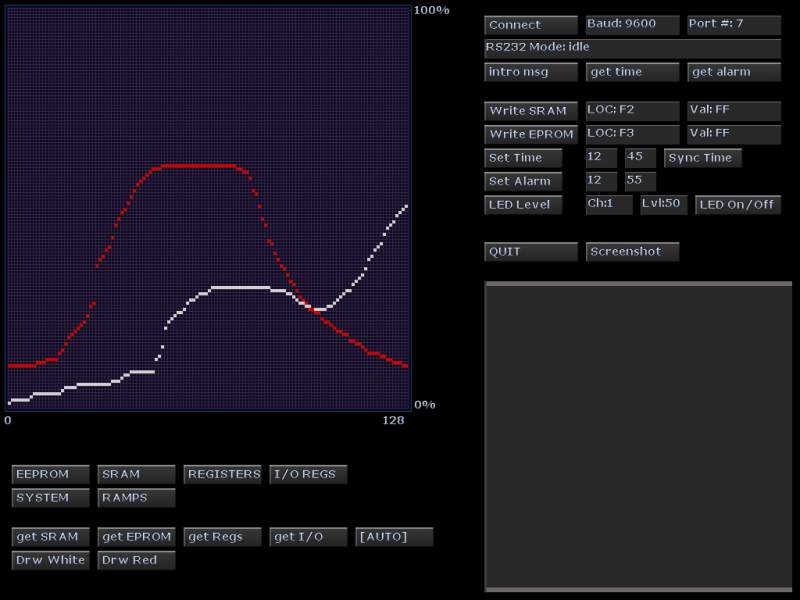 100%
Connect Baud: 9600 Port #: 7
RS232 Mode: idle
intro msg get time get alarm
Write SRAM LOC: F2 Val: FF
Write EPROM LOC: F3 Val: FF
Set Time 12 45 Sync Time
Set Alarm 12 55
LED Level Ch:1 Lvl:50 LED On/Off
QUIT Screenshot
0%
0 128
EEPROM SRAM REGISTERS I/O REGS
SYSTEM RAMPS
get SRAM get EPROM get Regs get I/O [AUTO]
Drw White Drw Red